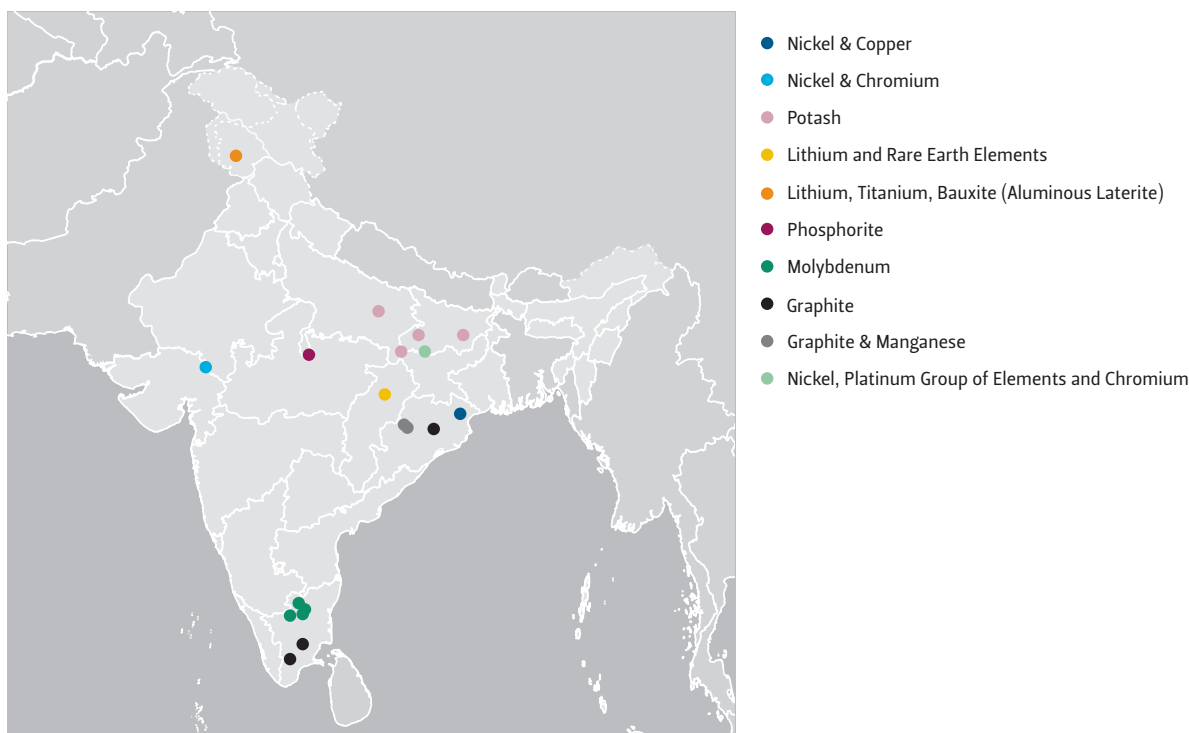 Nickel & Copper
Nickel & Chromium
Potash
Lithium and Rare Earth Elements
Lithium, Titanium, Bauxite (Aluminous Laterite)
Phosphorite
Molybdenum
Graphite
Graphite & Manganese
Nickel, Platinum Group of Elements and Chromium